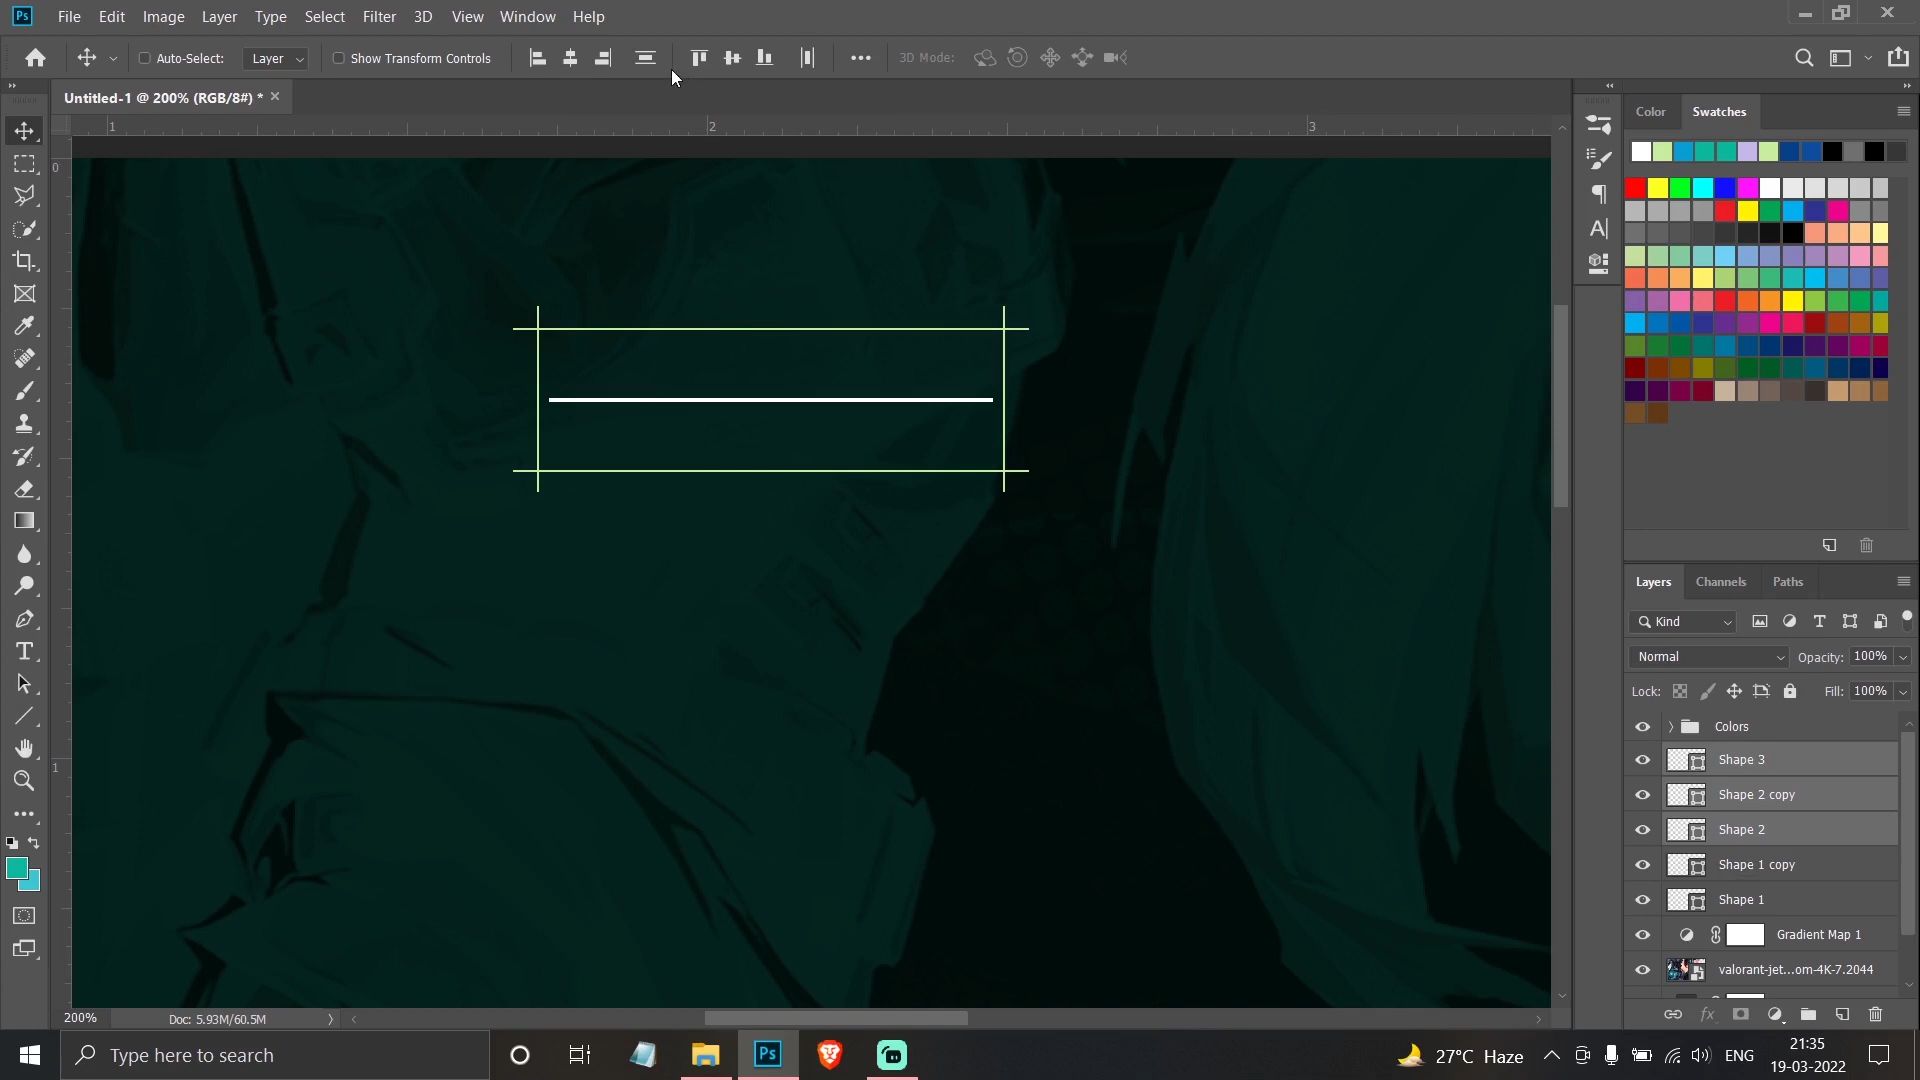 Ps File Edit Image Layer Type Select Filter 3D View Window Help
Auto-Select: Layer Show Transform Controls 3D Mode:
Untitled-1 @ 200% (RGB/8#) *
1 2 3
0
1
Color Swatches
Layers Channels Paths
Kind
Normal Opacity: 100%
Lock: Fill: 100%
Colors
Shape 3
Shape 2 copy
Shape 2
Shape 1 copy
Shape 1
Gradient Map 1
valorant-jet...om-4K-7.2044
200% Doc: 5.93M/60.5M
Type here to search Ps 27°C Haze ENG 21:35
19-03-2022